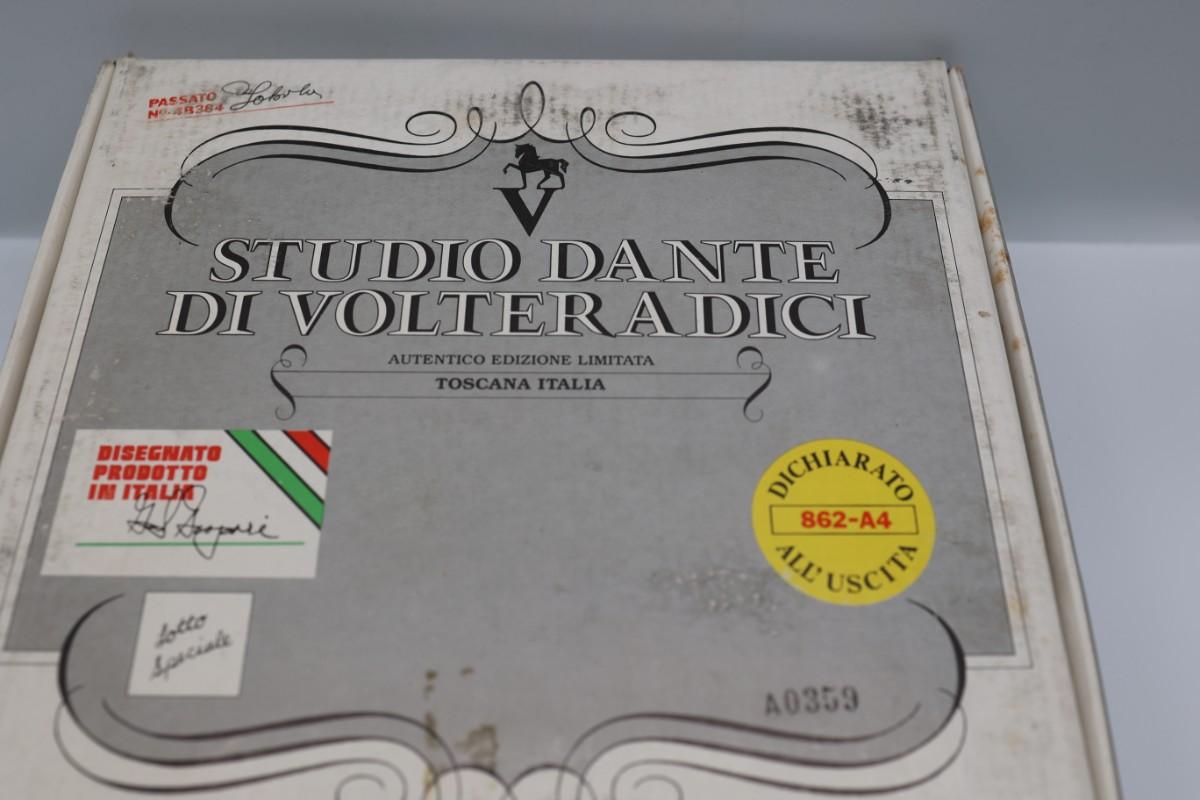 PASSATO
Nº 48384
V
STUDIO DANTE
DI VOLTERADICI
AUTENTICO EDIZIONE LIMITATA
TOSCANA ITALIA
DISEGNATO
PRODOTTO
IN ITALIA
DICHIARATO
862-A4
ALL' USCITA
Lotto
Speciale
A0359